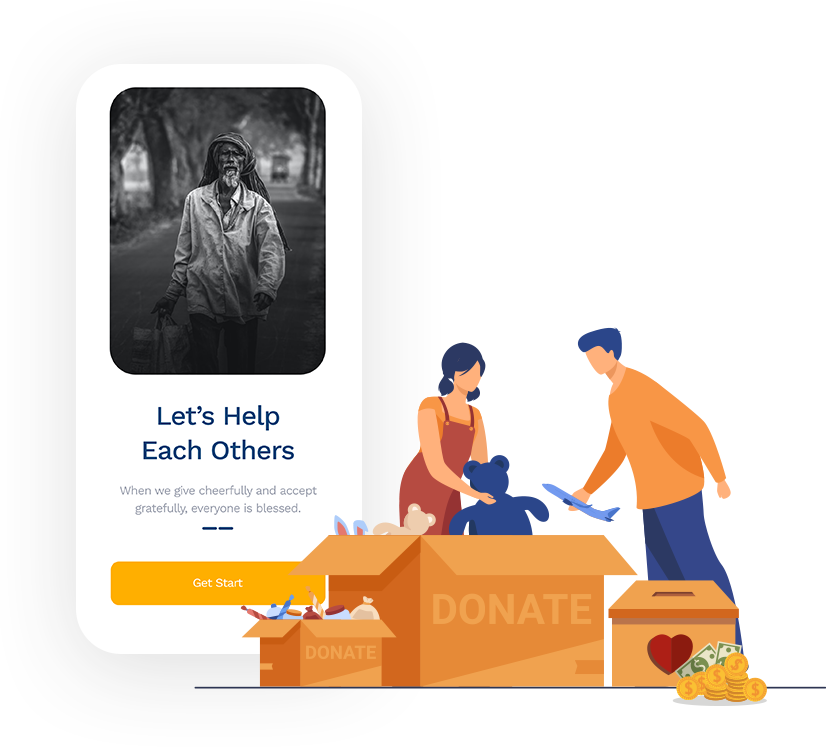 Let's Help
Each Others
When we give cheerfully and accept
gratefully, everyone is blessed.
Get Start
DONATE
DONATE